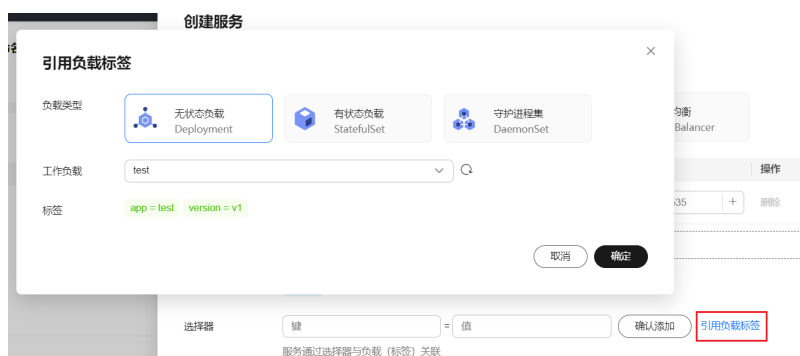 创建服务
引用负载标签
负载类型
无状态负载
Deployment
有状态负载
StatefulSet
守护进程集
DaemonSet
均衡
Balancer
工作负载
test
操作
标签
app = test version = v1
535
+
删除
取消
确定
选择器
键
=
值
确认添加
引用负载标签
服务通过选择器与负载（标签）关联